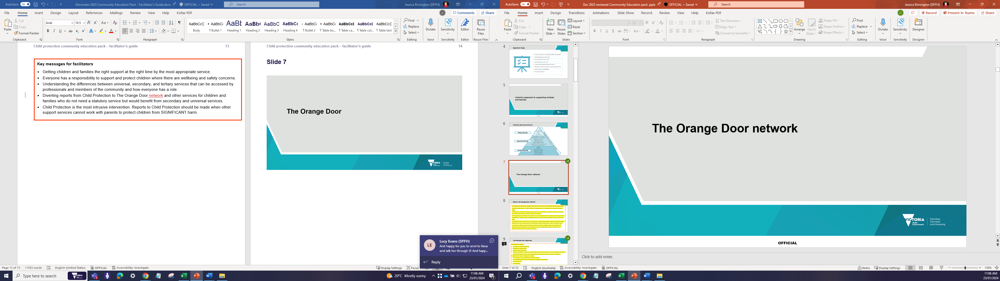 AutoSave On December 2023 Community Education Pack - Facilitator's Guide.docx OFFICIAL • Saved Search Jessica Rimington (DFFH)
File Home Insert Design Layout References Mailings Review View Help Kofax PDF LE Comments Share
Paste Cut
Copy
Format Painter
Arial 10.5
AaBbCcD Body
AaBbCc ¶ Bullet 1
AaBb Heading 1
AaBb Heading 2
AaBbC Heading 3
AaBbCc Heading 4
AaBbCc ¶ Bullet 2
AaBbCc ¶ Table bu...
AaBbCcD ¶ Table ca...
AaBbCcD ¶ Table col...
AaBbCcD ¶ Table text
Find
Replace
Select
Dictate Sensitivity Editor Reuse Files
Clipboard Font Paragraph Styles Editing Voice Sensitivity Editor Reuse Files
Child protection community education pack – facilitator's guide 13
Key messages for facilitators
• Getting children and families the right support at the right time by the most appropriate service.
• Everyone has a responsibility to support and protect children where there are wellbeing and safety concerns.
• Understanding the differences between universal, secondary, and tertiary services that can be accessed by
professionals and members of the community and how everyone has a role.
• Diverting reports from Child Protection to The Orange Door network and other services for children and
families who do not need a statutory service but would benefit from secondary and universal services.
• Child Protection is the most intrusive intervention. Reports to Child Protection should be made when other
support services cannot work with parents to protect children from SIGNIFICANT harm.
Child protection community education pack – facilitator's guide 14
Slide 7
The Orange Door
VICTORIA
State
Government
Families,
Fairness
and Housing
LE
Lucy Evans (DFFH)
And happy for you to send to Ilana
and talk her through it! And happ...
Reply
Page 13 of 73 11553 words English (United States) OFFICIAL Accessibility: Investigate Display Settings Focus
Type here to search
20°C Mostly sunny
11:06 AM
23/01/2024
AutoSave On Dec 2023 reviewed Community Education pack .pptx OFFICIAL • Saved Search Jessica Rimington (DFFH)
File Home Insert Design Transitions Animations Slide Show Record Review View Help Kofax PDF LE Record Present in Teams Share
Paste Cut
Copy
Format Painter
New Slide
Reuse Slides
Layout
Reset
Section
32
Text Direction
Align Text
Convert to SmartArt
Arrange
Quick Styles
Shape Fill
Shape Outline
Shape Effects
Find
Replace
Select
Dictate Sensitivity Designer
Clipboard Slides Font Paragraph Drawing Editing Voice Sensitivity Designer
4
Agenda for today
5
Victoria's approach to supporting children
and families
6
Victoria's service continuum
Tertiary Services
Secondary Services
Universal Services
7
LE
The Orange Door network
8
About The Orange Door network
9
1
LE
The Orange Door response
The Orange Door network
VICTORIA
State
Government
Families,
Fairness
and Housing
OFFICIAL
Click to add notes
Slide 7 of 53 English (Australia) Accessibility: Investigate OFFICIAL Notes Display Settings 108%
11:06 AM
23/01/2024